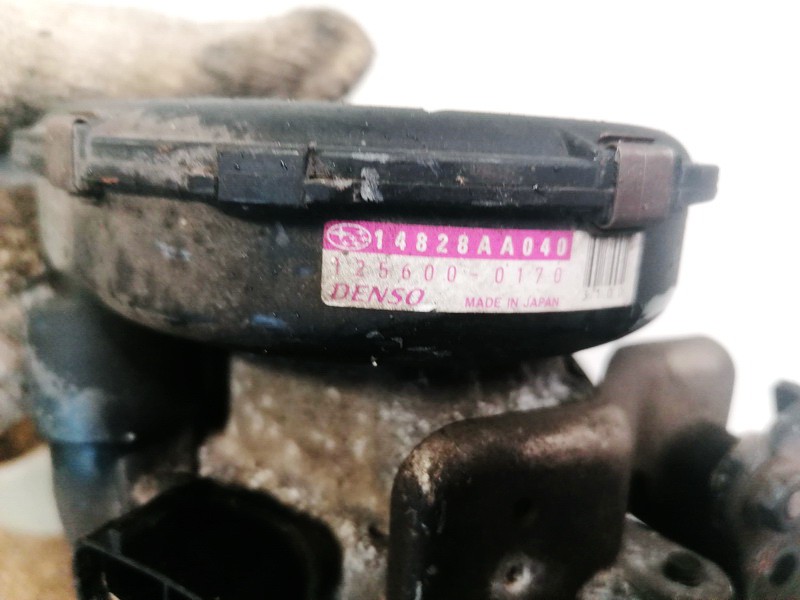 14828AA040
125600-0170
DENSO MADE IN JAPAN